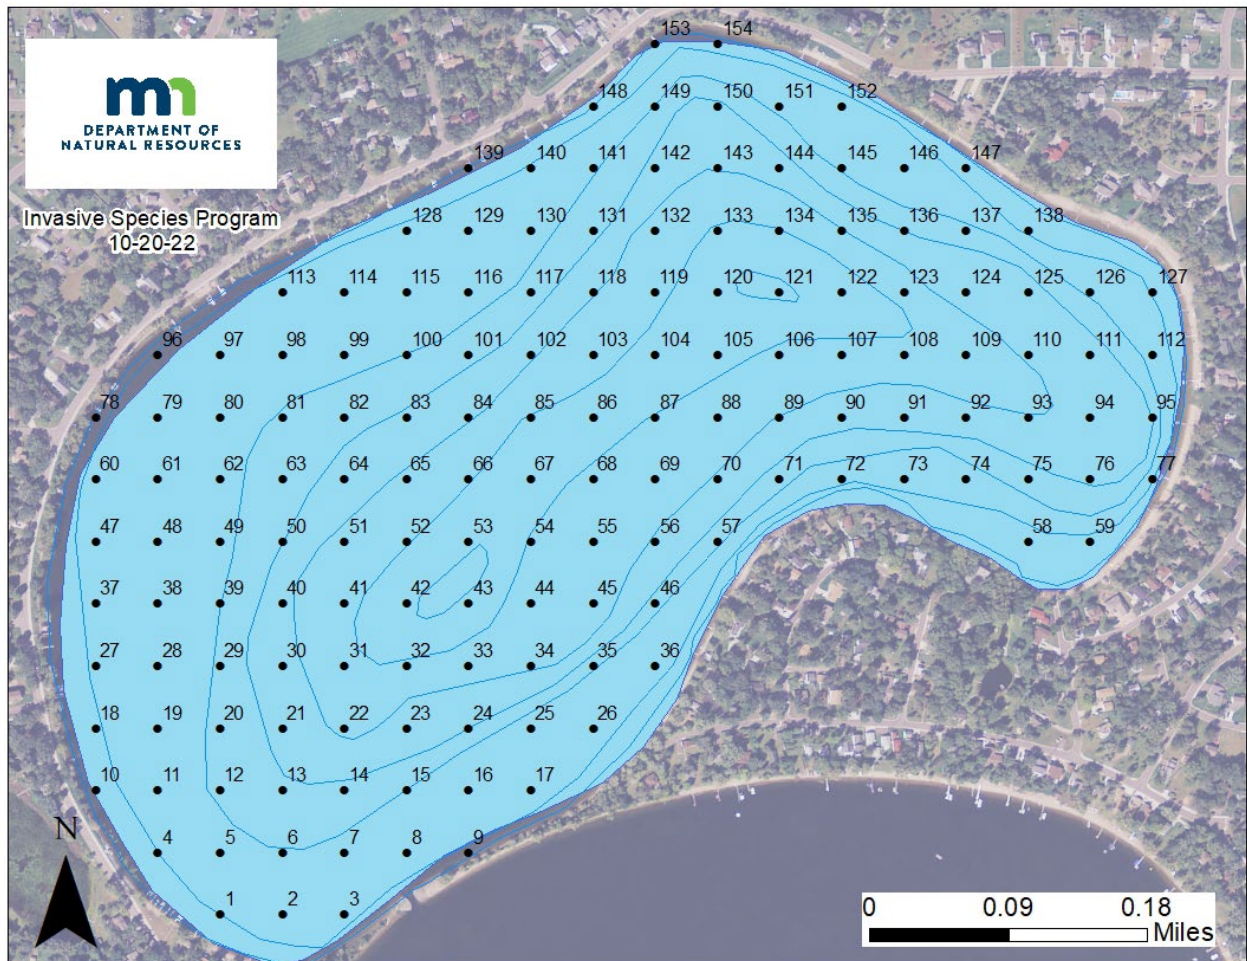 153 154
DEPARTMENT OF
NATURAL RESOURCES
148 149 150 151 152
139 140 141 142 143 144 145 146 147
Invasive Species Program
10-20-22
128 129 130 131 132 133 134 135 136 137 138
113 114 115 116 117 118 119 120 121 122 123 124 125 126 127
96 97 98 99 100 101 102 103 104 105 106 107 108 109 110 111 112
78 79 80 81 82 83 84 85 86 87 88 89 90 91 92 93 94 95
60 61 62 63 64 65 66 67 68 69 70 71 72 73 74 75 76 77
47 48 49 50 51 52 53 54 55 56 57 58 59
37 38 39 40 41 42 43 44 45 46
27 28 29 30 31 32 33 34 35 36
18 19 20 21 22 23 24 25 26
10 11 12 13 14 15 16 17
N
4 5 6 7 8 9
1 2 3
0 0.09 0.18
Miles